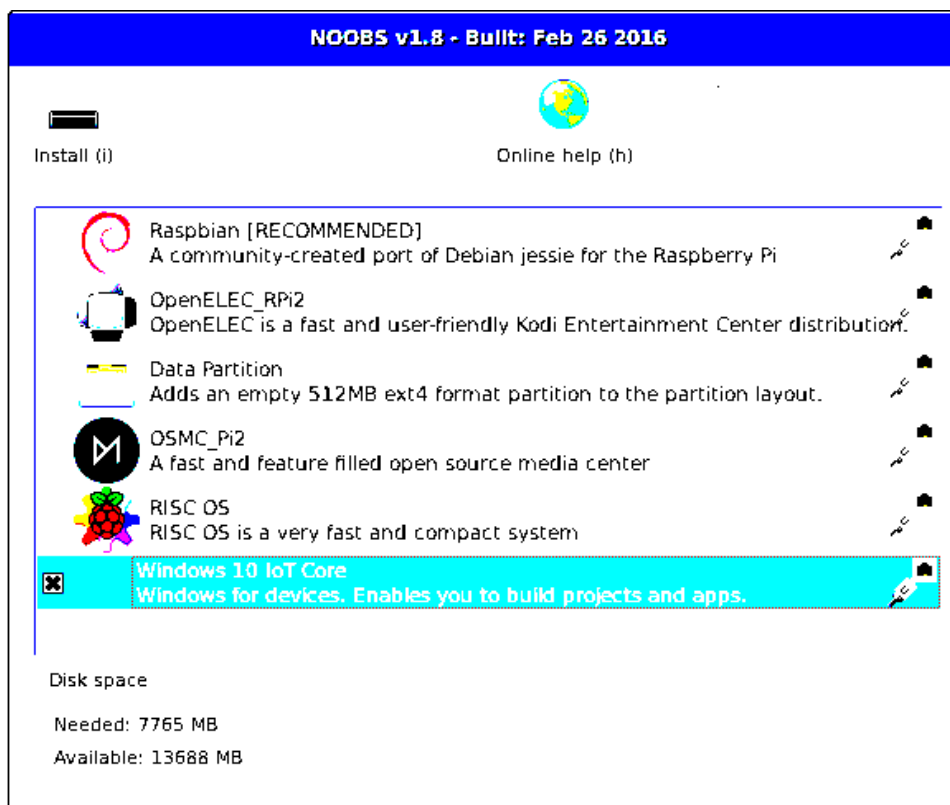 NOOBS v1.8 - Built: Feb 26 2016
Install (i)
Online help (h)
Raspbian [RECOMMENDED]
A community-created port of Debian jessie for the Raspberry Pi
OpenELEC_RPi2
OpenELEC is a fast and user-friendly Kodi Entertainment Center distribution.
Data Partition
Adds an empty 512MB ext4 format partition to the partition layout.
OSMC_Pi2
A fast and feature filled open source media center
RISC OS
RISC OS is a very fast and compact system
Windows 10 IoT Core
Windows for devices. Enables you to build projects and apps.
Disk space
Needed: 7765 MB
Available: 13688 MB